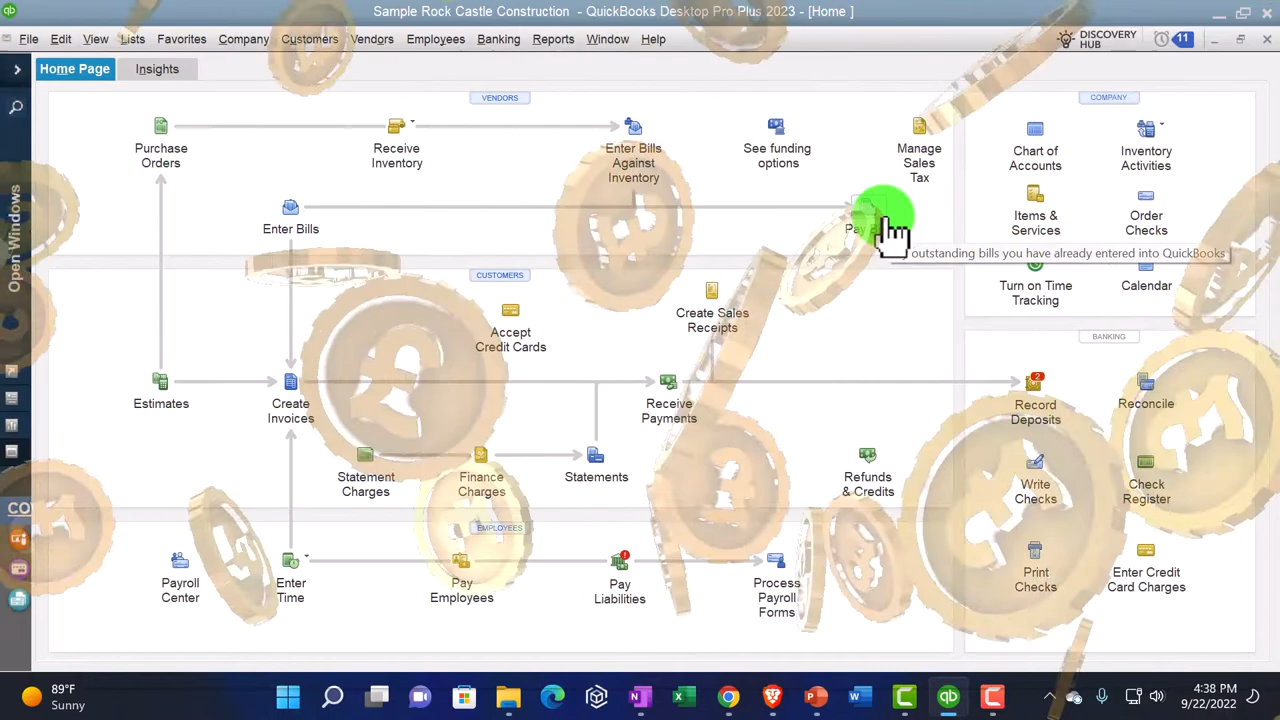 Sample Rock Castle Construction - QuickBooks Desktop Pro Plus 2023 - [Home ]
File Edit View Lists Favorites Company Customers Vendors Employees Banking Reports Window Help
DISCOVERY
HUB
11
Home Page
Insights
Open Windows
VENDORS
Purchase
Orders
Receive
Inventory
Enter Bills
Against
Inventory
See funding
options
Manage
Sales
Tax
Enter Bills
Pay
outstanding bills you have already entered into QuickBooks
COMPANY
Chart of
Accounts
Inventory
Activities
Items &
Services
Order
Checks
Turn on Time
Tracking
Calendar
CUSTOMERS
Accept
Credit Cards
Create Sales
Receipts
Estimates
Create
Invoices
Receive
Payments
Statement
Charges
Finance
Charges
Statements
Refunds
& Credits
BANKING
2
Record
Deposits
Reconcile
Write
Checks
Check
Register
Print
Checks
Enter Credit
Card Charges
EMPLOYEES
Payroll
Center
Enter
Time
Pay
Employees
Pay
Liabilities
Process
Payroll
Forms
89°F
Sunny
4:38 PM
9/22/2022